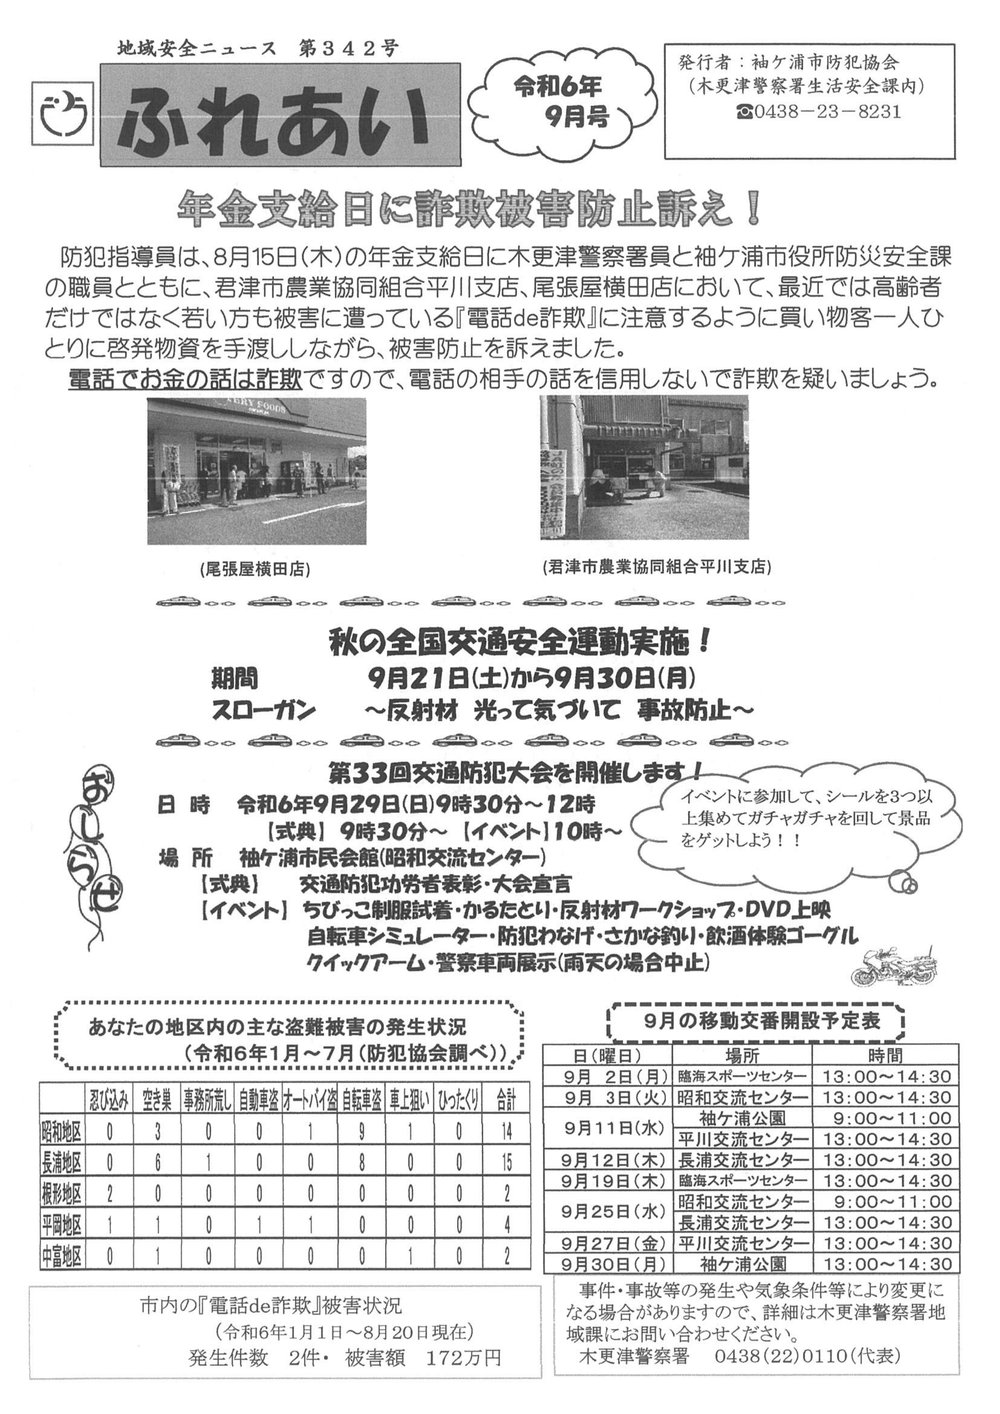 地域安全ニュース　第３４２号
ふれあい
令和6年
9月号
発行者：袖ケ浦市防犯協会
（木更津警察署生活安全課内）
☎0438－23－8231
年金支給日に詐欺被害防止訴え！
防犯指導員は、8月15日（木）の年金支給日に木更津警察署員と袖ケ浦市役所防災安全課
の職員とともに、君津市農業協同組合平川支店、尾張屋横田店において、最近では高齢者
だけではなく若い方も被害に遭っている『電話de詐欺』に注意するように買い物客一人ひ
とりに啓発物資を手渡ししながら、被害防止を訴えました。
電話でお金の話は詐欺ですので、電話の相手の話を信用しないで詐欺を疑いましょう。
(尾張屋横田店)
(君津市農業協同組合平川支店)
秋の全国交通安全運動実施！
期間　9月21日(土)から9月30日(月)
スローガン　～反射材　光って気づいて　事故防止～
おしらせ
第33回交通防犯大会を開催します！
日　時　令和6年9月29日(日)9時30分～12時
【式典】 9時30分～ 【イベント】10時～
場　所　袖ケ浦市民会館(昭和交流センター)
【式典】　交通防犯功労者表彰・大会宣言
【イベント】 ちびっこ制服試着・かるたとり・反射材ワークショップ・DVD上映
自転車シミュレーター・防犯わなげ・さかな釣り・飲酒体験ゴーグル
クイックアーム・警察車両展示(雨天の場合中止)
イベントに参加して、シールを3つ以
上集めてガチャガチャを回して景品
をゲットしよう！！
あなたの地区内の主な盗難被害の発生状況
（令和6年1月～7月（防犯協会調べ））
忍び込み 空き巣 事務所荒し 自動車盗 オートバイ盗 自転車盗 車上狙い ひったくり 合計
昭和地区 0 3 0 0 1 9 1 0 14
長浦地区 0 6 1 0 0 8 0 0 15
根形地区 2 0 0 0 0 0 0 0 2
平岡地区 1 1 0 1 1 0 0 0 4
中富地区 0 1 0 0 0 0 1 0 2
市内の『電話de詐欺』被害状況
（令和6年1月1日～8月20日現在）
発生件数　2件・ 被害額　172万円
9月の移動交番開設予定表
日（曜日） 場所 時間
9月　2日（月） 臨海スポーツセンター 13：00～14：30
9月　3日（火） 昭和交流センター 13：00～14：30
9月11日（水） 袖ケ浦公園 9：00～11：00
平川交流センター 13：00～14：30
9月12日（木） 長浦交流センター 13：00～14：30
9月19日（木） 臨海スポーツセンター 13：00～14：30
9月25日（水） 昭和交流センター 9：00～11：00
長浦交流センター 13：00～14：30
9月27日（金） 平川交流センター 13：00～14：30
9月30日（月） 袖ケ浦公園 13：00～14：30
事件・事故等の発生や気象条件等により変更に
なる場合がありますので、詳細は木更津警察署地
域課にお問い合わせください。
木更津警察署　0438（22）0110（代表）